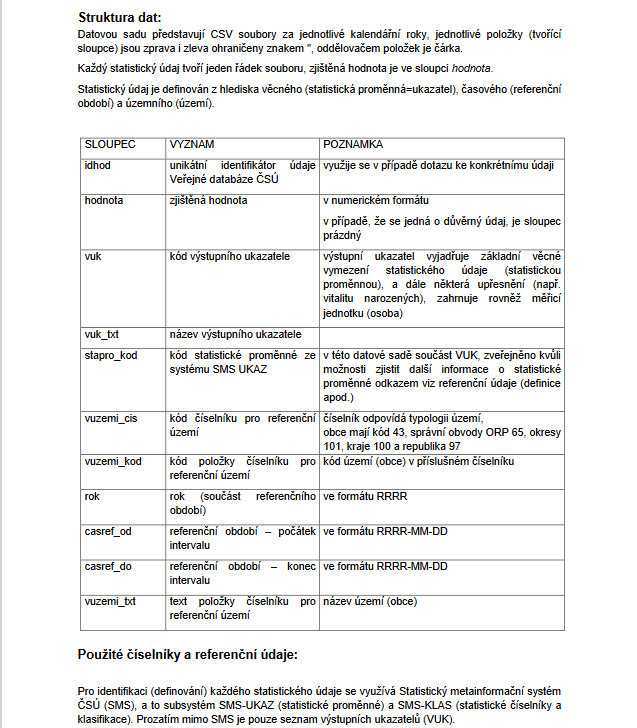 Struktura dat:
Datovou sadu představují CSV soubory za jednotlivé kalendářní roky, jednotlivé položky (tvořící
sloupce) jsou zprava i zleva ohraničeny znakem ", oddělovačem položek je čárka.
Každý statistický údaj tvoří jeden řádek souboru, zjištěná hodnota je ve sloupci hodnota.
Statistický údaj je definován z hlediska věcného (statistická proměnná=ukazatel), časového (referenční
období) a územního (území).
SLOUPEC VÝZNAM POZNÁMKA
idhod unikátní identifikátor údaje využije se v případě dotazu ke konkrétnímu údaji
Veřejné databáze ČSÚ
hodnota zjištěná hodnota v numerickém formátu
v případě, že se jedná o důvěrný údaj, je sloupec
prázdný
vuk kód výstupního ukazatele výstupní ukazatel vyjadřuje základní věcné
vymezení statistického údaje (statistickou
proměnnou), a dále některá upřesnění (např.
vitalitu narozených), zahrnuje rovněž měřicí
jednotku (osoba)
vuk_txt název výstupního ukazatele
stapro_kod kód statistické proměnné ze v této datové sadě součást VUK, zveřejněno kvůli
systému SMS UKAZ možnosti zjistit další informace o statistické
proměnné odkazem viz referenční údaje (definice
apod.)
vuzemi_cis kód číselníku pro referenční číselník odpovídá typologii území,
území obce mají kód 43, správní obvody ORP 65, okresy
101, kraje 100 a republika 97
vuzemi_kod kód položky číselníku pro kód území (obce) v příslušném číselníku
referenční území
rok rok (součást referenčního ve formátu RRRR
období)
casref_od referenční období – počátek ve formátu RRRR-MM-DD
intervalu
casref_do referenční období – konec ve formátu RRRR-MM-DD
intervalu
vuzemi_txt text položky číselníku pro název území (obce)
referenční území
Použité číselníky a referenční údaje:
Pro identifikaci (definování) každého statistického údaje se využívá Statistický metainformační systém
ČSÚ (SMS), a to subsystém SMS-UKAZ (statistické proměnné) a SMS-KLAS (statistické číselníky a
klasifikace). Prozatím mimo SMS je pouze seznam výstupních ukazatelů (VUK).